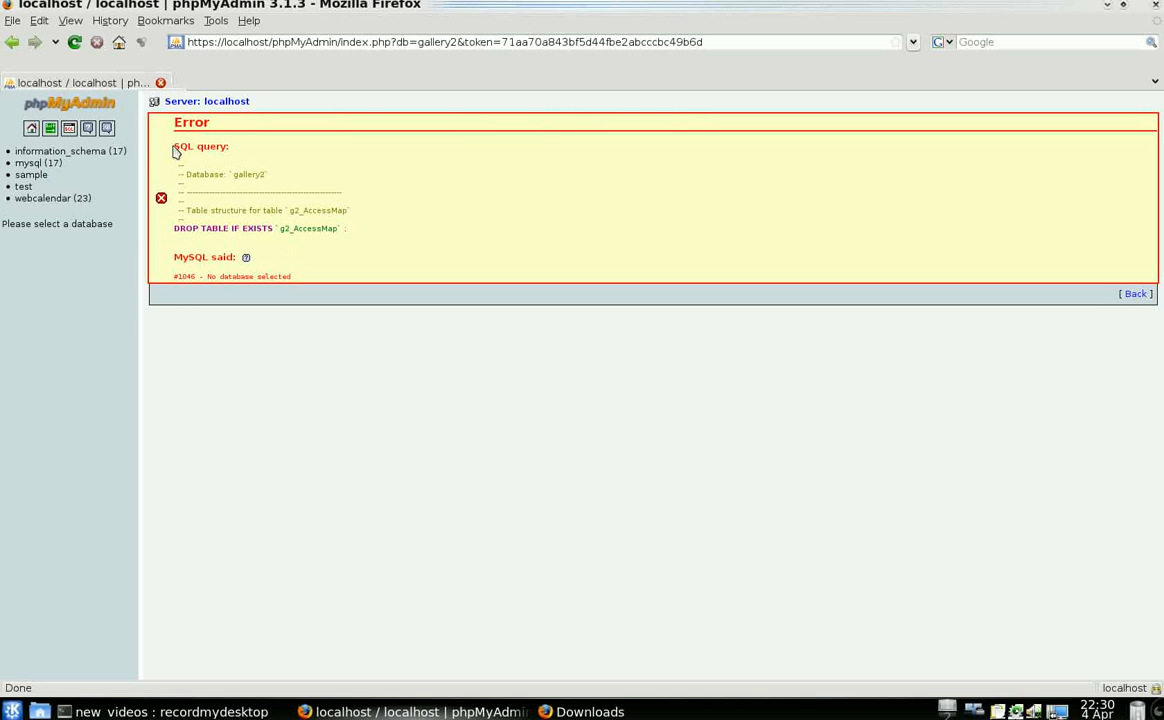 localhost / localhost | phpMyAdmin 3.1.3 - Mozilla Firefox
File Edit View History Bookmarks Tools Help
https://localhost/phpMyAdmin/index.php?db=gallery2&token=71aa70a843bf5d44fbe2abcccbc49b6d
Google
localhost / localhost | ph...
phpMyAdmin
information_schema (17)
mysql (17)
sample
test
webcalendar (23)
Please select a database
Server: localhost
Error
SQL query:
--
-- Database: `gallery2`
--
-- --------------------------------------------------------
--
-- Table structure for table `g2_AccessMap`
--
DROP TABLE IF EXISTS `g2_AccessMap` ;
MySQL said:
#1046 - No database selected
[ Back ]
Done
localhost
new_videos : recordmydesktop
localhost / localhost | phpMyAdmin
Downloads
22:30
4 Apr